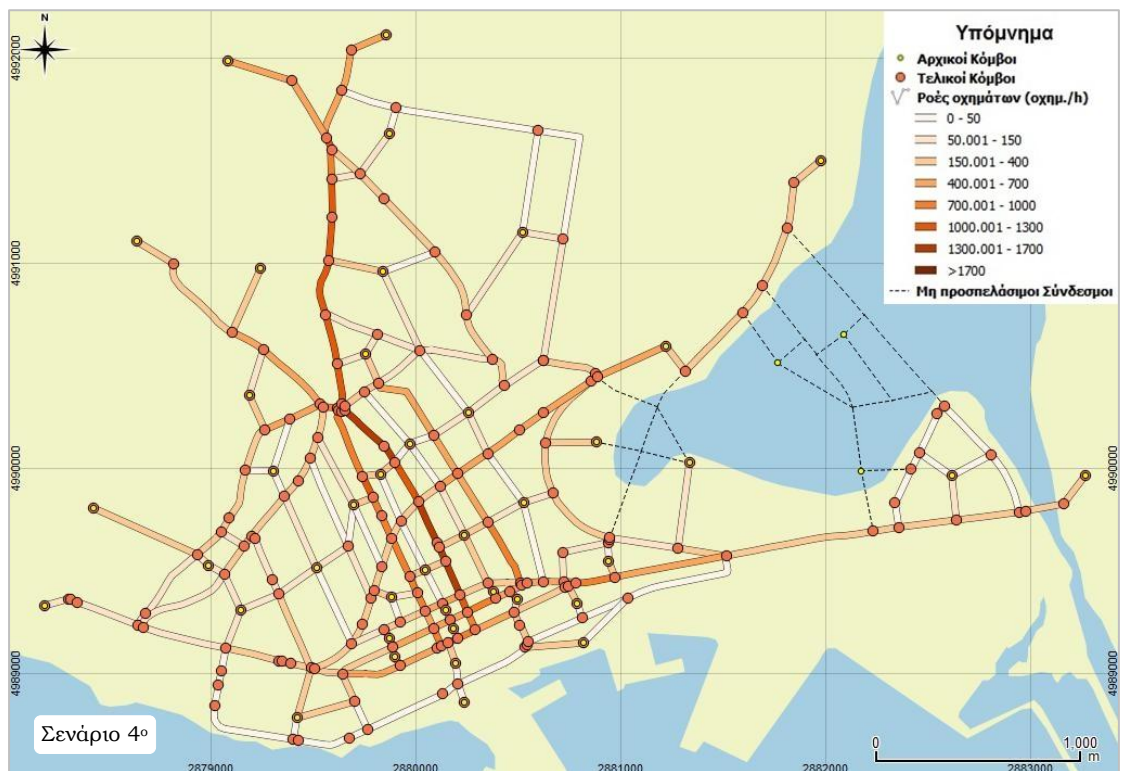 N
Υπόμνημα
Αρχικοί Κόμβοι
Τελικοί Κόμβοι
Ροές οχημάτων (οχημ./h)
0 - 50
50.001 - 150
150.001 - 400
400.001 - 700
700.001 - 1000
1000.001 - 1300
1300.001 - 1700
>1700
Μη προσπελάσιμοι Σύνδεσμοι
4992000
4991000
4991000
4990000
4990000
4989000
4989000
Σενάριο 4ο
0 1,000
m
2879000 2880000 2881000 2882000 2883000